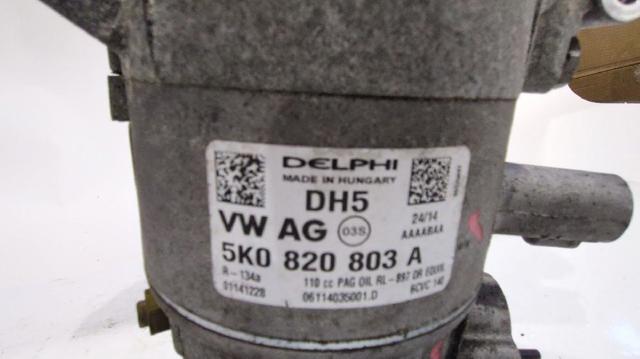 DELPHI
MADE IN HUNGARY
DH5
VW AG 03S 24/14
AAAABAA
5K0 820 803 A
R-134a 110 cc PAG OIL RL-897 OR EQUIV.
01141228 06114035001.D 6CVC 140